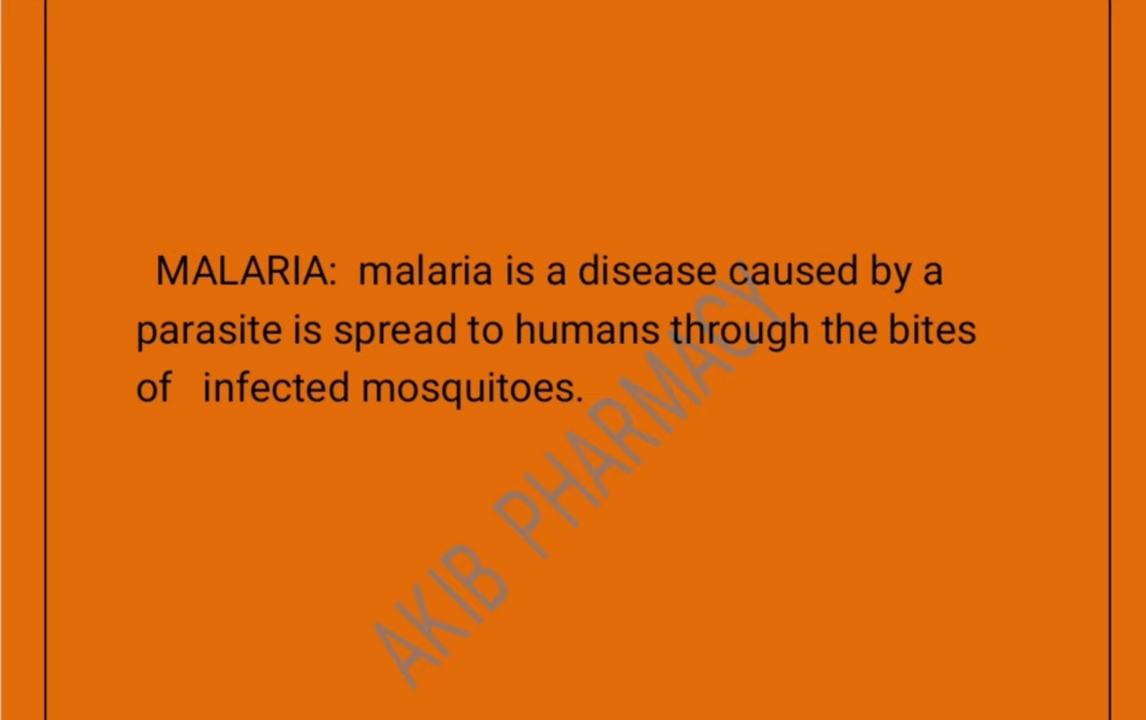 MALARIA:  malaria is a disease caused by a
parasite is spread to humans through the bites
of   infected mosquitoes.
AKIB PHARMACY